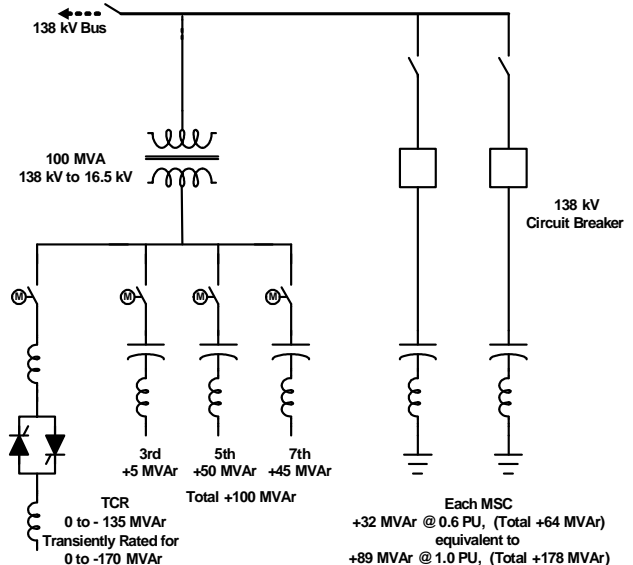 138 kV Bus
100 MVA
138 kV to 16.5 kV
138 kV
Circuit Breaker
M
M
M
M
3rd
+5 MVAr
5th
+50 MVAr
7th
+45 MVAr
Total +100 MVAr
TCR
0 to - 135 MVAr
Transiently Rated for
0 to -170 MVAr
Each MSC
+32 MVAr @ 0.6 PU, (Total +64 MVAr)
equivalent to
+89 MVAr @ 1.0 PU, (Total +178 MVAr)